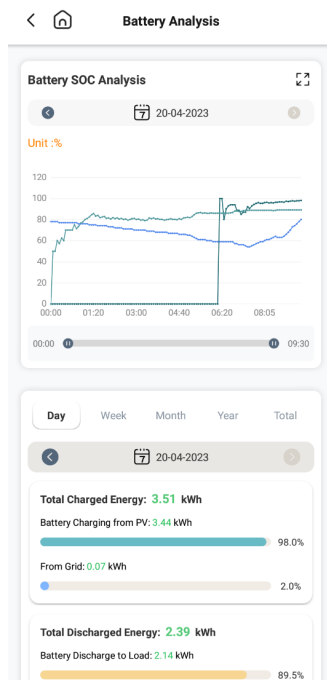 Battery Analysis
Battery SOC Analysis
7 20-04-2023
Unit :%
120
100
80
60
40
20
0
00:00 01:20 03:00 04:40 06:20 08:05
00:00 09:30
Day Week Month Year Total
7 20-04-2023
Total Charged Energy: 3.51 kWh
Battery Charging from PV: 3.44 kWh
98.0%
From Grid: 0.07 kWh
2.0%
Total Discharged Energy: 2.39 kWh
Battery Discharge to Load: 2.14 kWh
89.5%